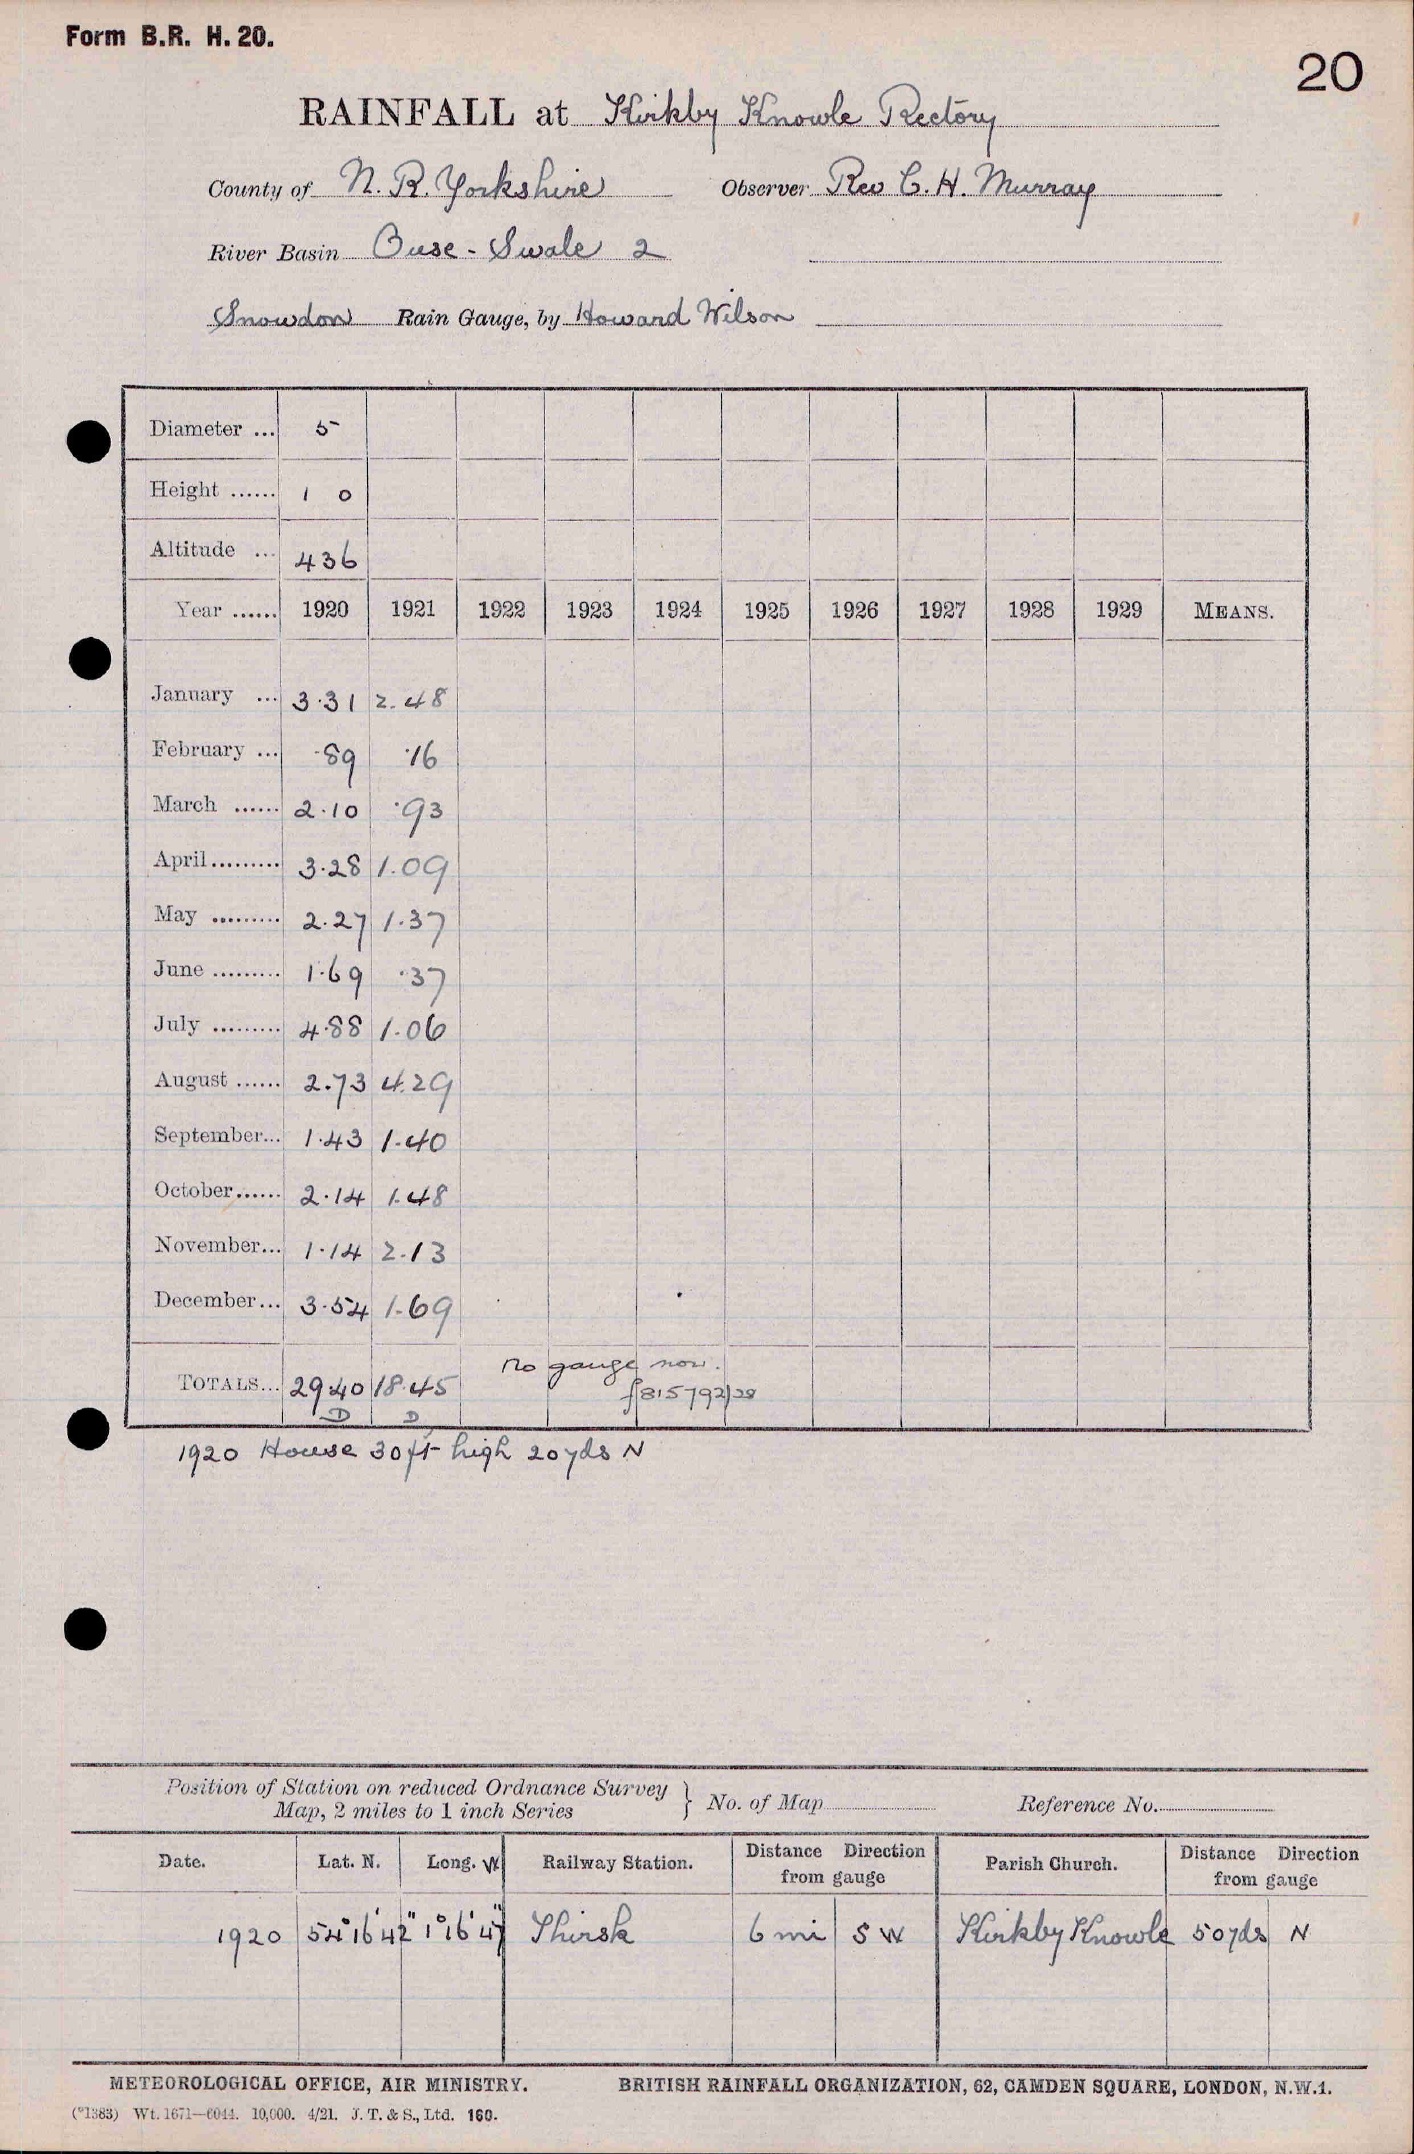 Form B.R. H. 20.
20
RAINFALL at Kirkby Knowle Rectory
County of N. R. Yorkshire Observer Rev C. H. Murray
River Basin Ouse - Swale 2
Snowdon Rain Gauge, by Howard Wilson
Diameter ... 5
Height ...... 1 0
Altitude ... 436
Year ...... 1920 1921 1922 1923 1924 1925 1926 1927 1928 1929 MEANS.
January ... 3.31 2.48
February ... .89 .16
March ...... 2.10 .93
April ......... 3.28 1.09
May ......... 2.27 1.37
June ......... 1.69 .37
July ......... 4.88 1.06
August ...... 2.73 4.29
September... 1.43 1.40
October...... 2.14 1.48
November... 1.14 2.13
December... 3.54 1.69
no gauge now.
TOTALS... 29.40 18.45 815792/28
D D
1920 House 30ft high 20yds N
Position of Station on reduced Ordnance Survey
Map, 2 miles to 1 inch Series } No. of Map Reference No.
Date. Lat. N. Long. W Railway Station. Distance Direction from gauge Parish Church. Distance Direction from gauge
1920 54° 16' 42" 1° 16' 47" Thirsk 6 mi S W Kirkby Knowle 50yds N
METEOROLOGICAL OFFICE, AIR MINISTRY. BRITISH RAINFALL ORGANIZATION, 62, CAMDEN SQUARE, LONDON, N.W.1.
(*1383) Wt. 1671—6044. 10,000. 4/21. J. T. & S., Ltd. 160.